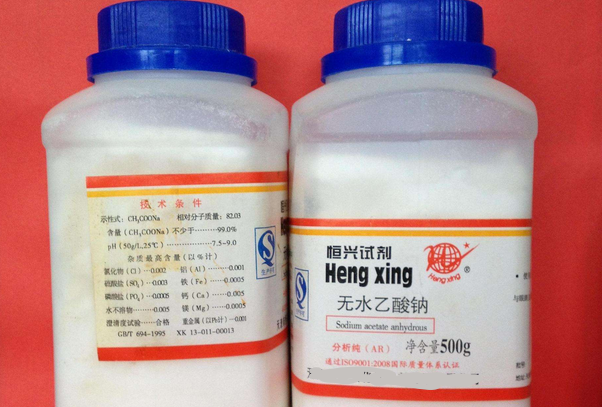 技术条件
示性式: CH₃COONa 相对分子质量: 82.03
含量 (CH₃COONa) 不少于………99.0%
pH (50g/L,25℃)………………7.5~9.0
杂质最高含量 (以%计)
氯化物(Cl)…0.002 铝(Al)………0.001
硫酸盐(SO₄)…0.003 铁(Fe)………0.0005
磷酸盐(PO₄)…0.0005 钙(Ca)………0.005
水不溶物………0.005 镁(Mg)………0.0005
澄清度试验……合格 重金属(以Pb计)…0.001
GB/T 694-1995 XK 13-011-00013
恒兴试剂
Heng xing
Heng xing ®
无水乙酸钠
Sodium acetate anhydrous
分析纯 (AR) 净含量500g
通过ISO9001:2008国际质量体系认证